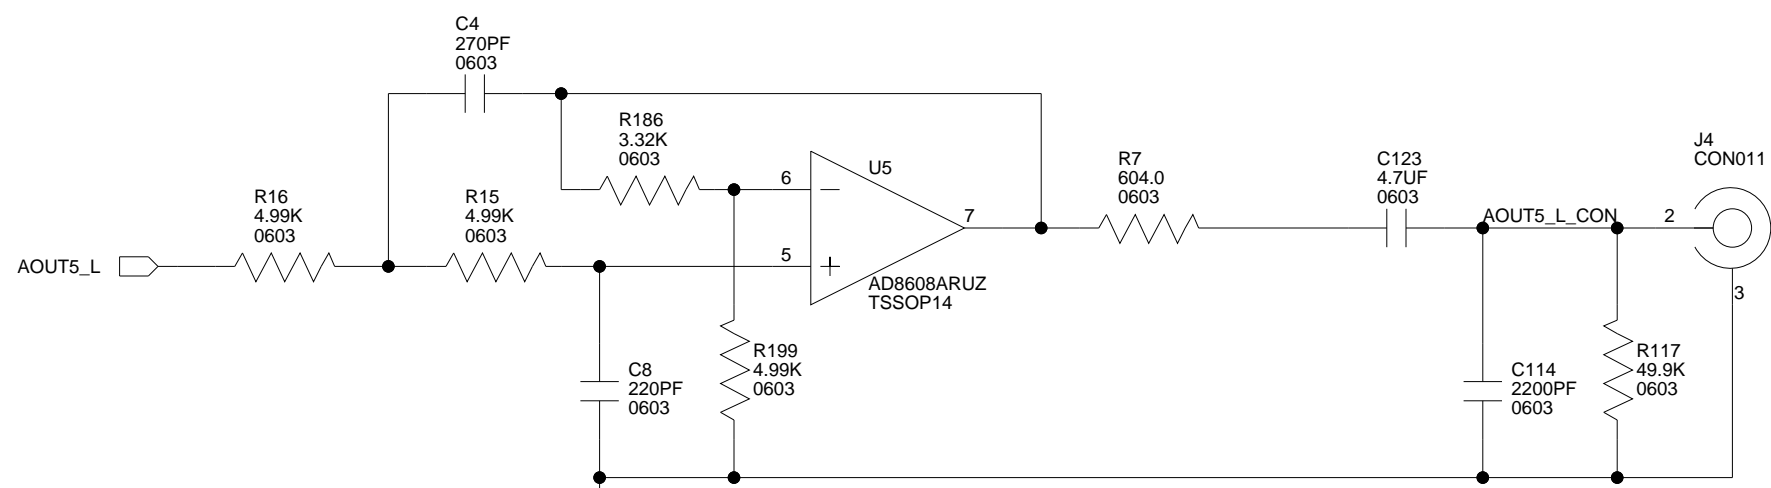 C4
270PF
0603
R186
3.32K
0603
U5
6
5
7
AD8608ARUZ
TSSOP14
R16
4.99K
0603
R15
4.99K
0603
AOUT5_L
R7
604.0
0603
C123
4.7UF
0603
J4
CON011
AOUT5_L_CON
2
3
C8
220PF
0603
R199
4.99K
0603
C114
2200PF
0603
R117
49.9K
0603